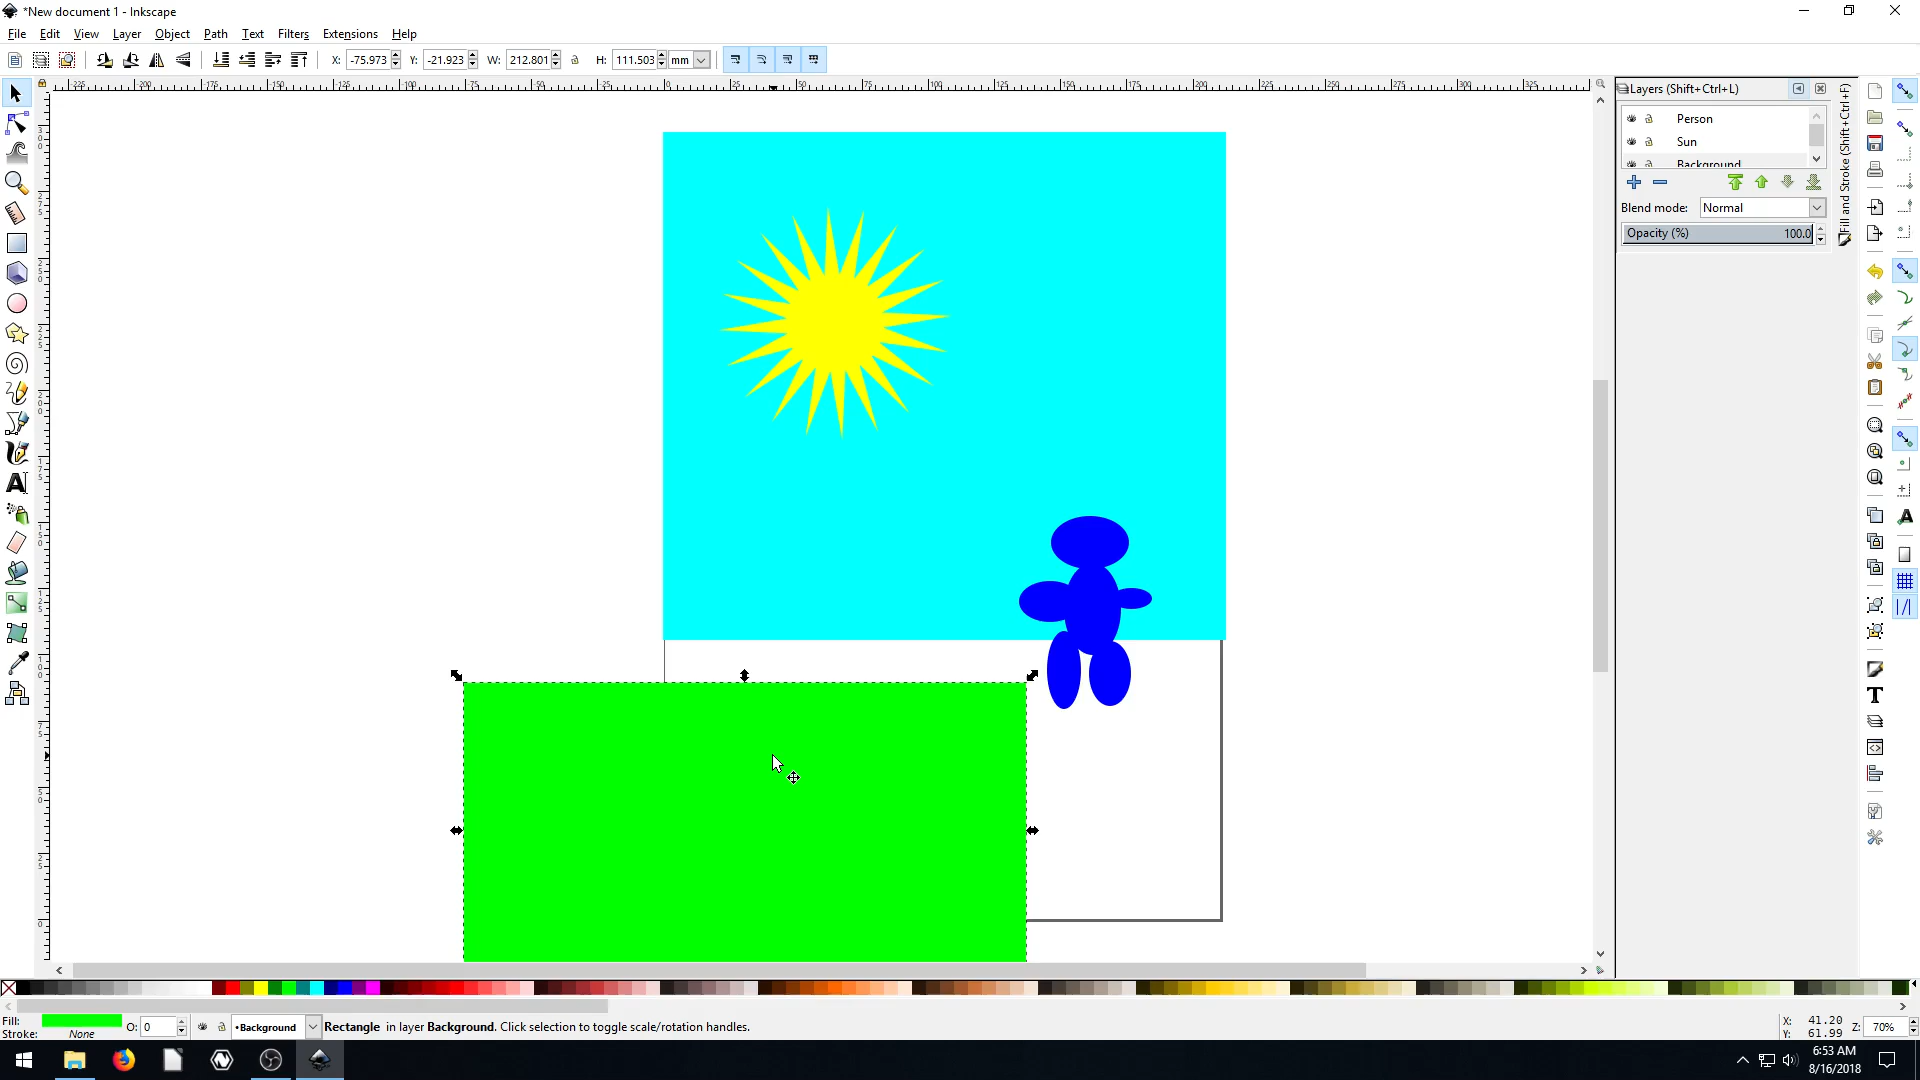 *New document 1 - Inkscape
File Edit View Layer Object Path Text Filters Extensions Help
X: -75.973 Y: -21.923 W: 212.801 H: 111.503 mm
Layers (Shift+Ctrl+L)
Person
Sun
Background
Blend mode: Normal
Opacity (%) 100.0
Fill and Stroke (Shift+Ctrl+F)
Fill:
Stroke: None
O: 0
•Background
Rectangle in layer Background. Click selection to toggle scale/rotation handles.
X: 41.20
Y: 61.99
Z: 70%
6:53 AM
8/16/2018